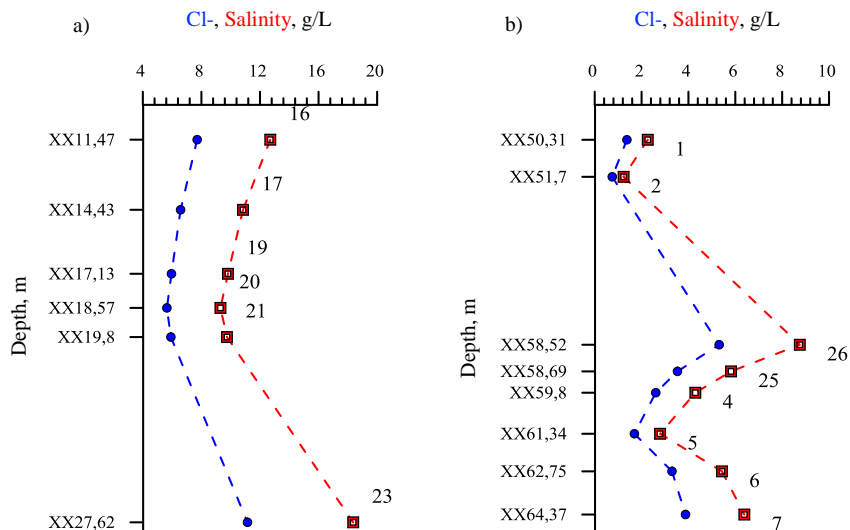 a)
Cl-, Salinity, g/L
4 8 12 16 20
16
XX11,47
17
XX14,43
19
XX17,13
20
XX18,57
21
XX19,8
23
XX27,62
Depth, m
b)
Cl-, Salinity, g/L
0 2 4 6 8 10
XX50,31
1
XX51,7
2
XX58,52
26
XX58,69
25
XX59,8
4
XX61,34
5
XX62,75
6
XX64,37
7
Depth, m